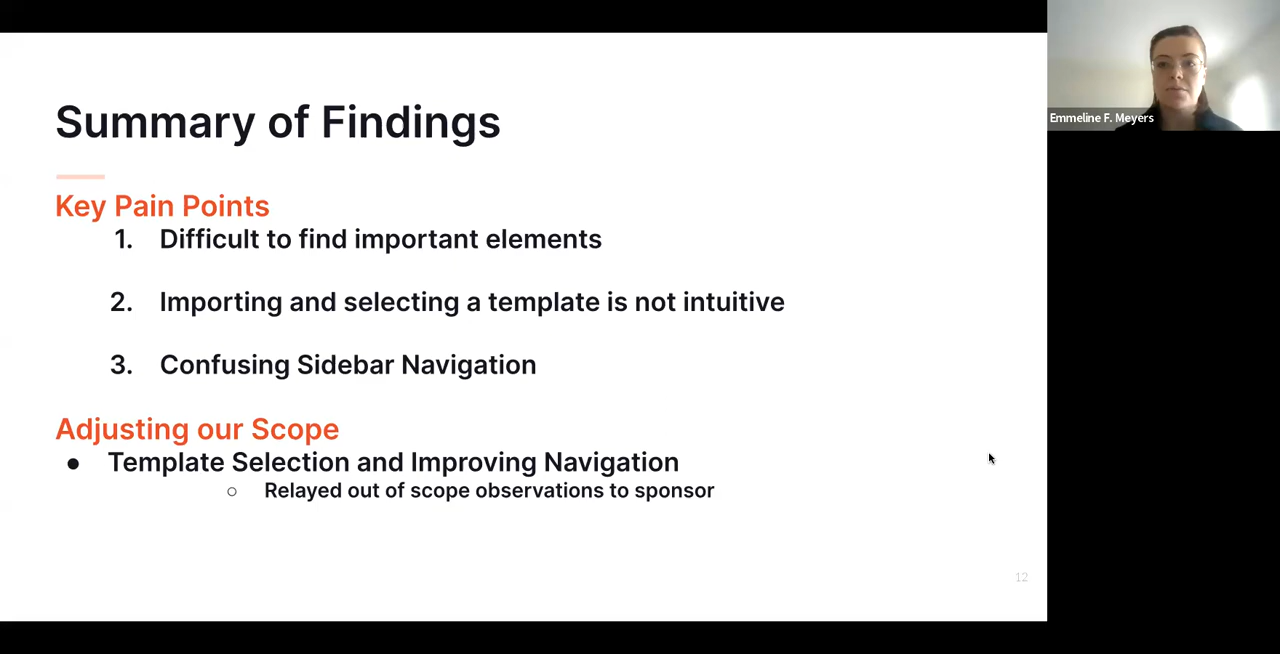 Summary of Findings
Key Pain Points
1. Difficult to find important elements
2. Importing and selecting a template is not intuitive
3. Confusing Sidebar Navigation
Adjusting our Scope
● Template Selection and Improving Navigation
○ Relayed out of scope observations to sponsor
12
Emmeline F. Meyers